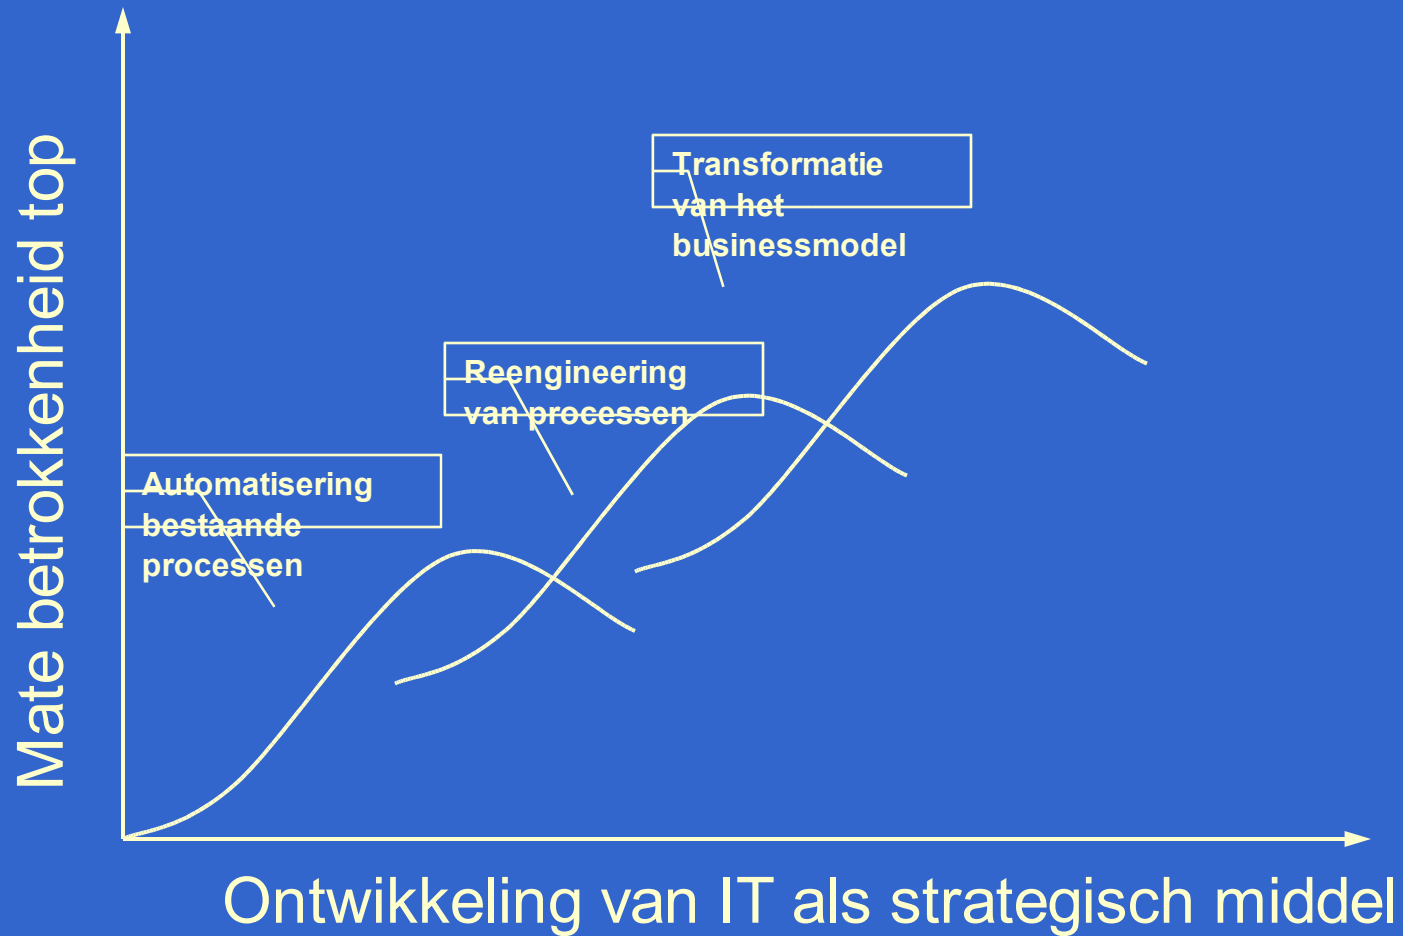 Transformatie
van het
businessmodel
Reengineering
van processen
Automatisering
bestaande
processen
Mate betrokkenheid top
Ontwikkeling van IT als strategisch middel